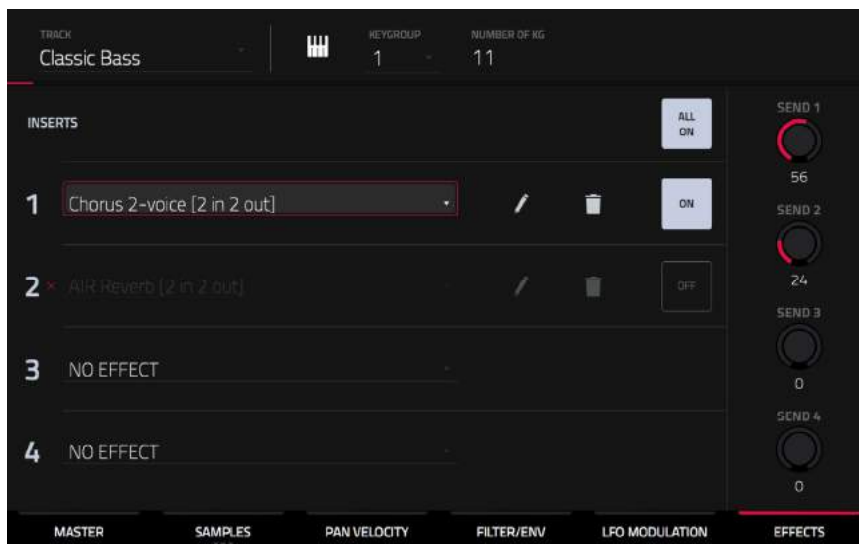 TRACK KEYGROUP NUMBER OF KG
Classic Bass 1 11
INSERTS ALL ON
1 Chorus 2-voice [2 in 2 out] ON
2 × AIR Reverb [2 in 2 out] OFF
3 NO EFFECT
4 NO EFFECT
SEND 1
56
SEND 2
24
SEND 3
0
SEND 4
0
MASTER SAMPLES PAN VELOCITY FILTER/ENV LFO MODULATION EFFECTS